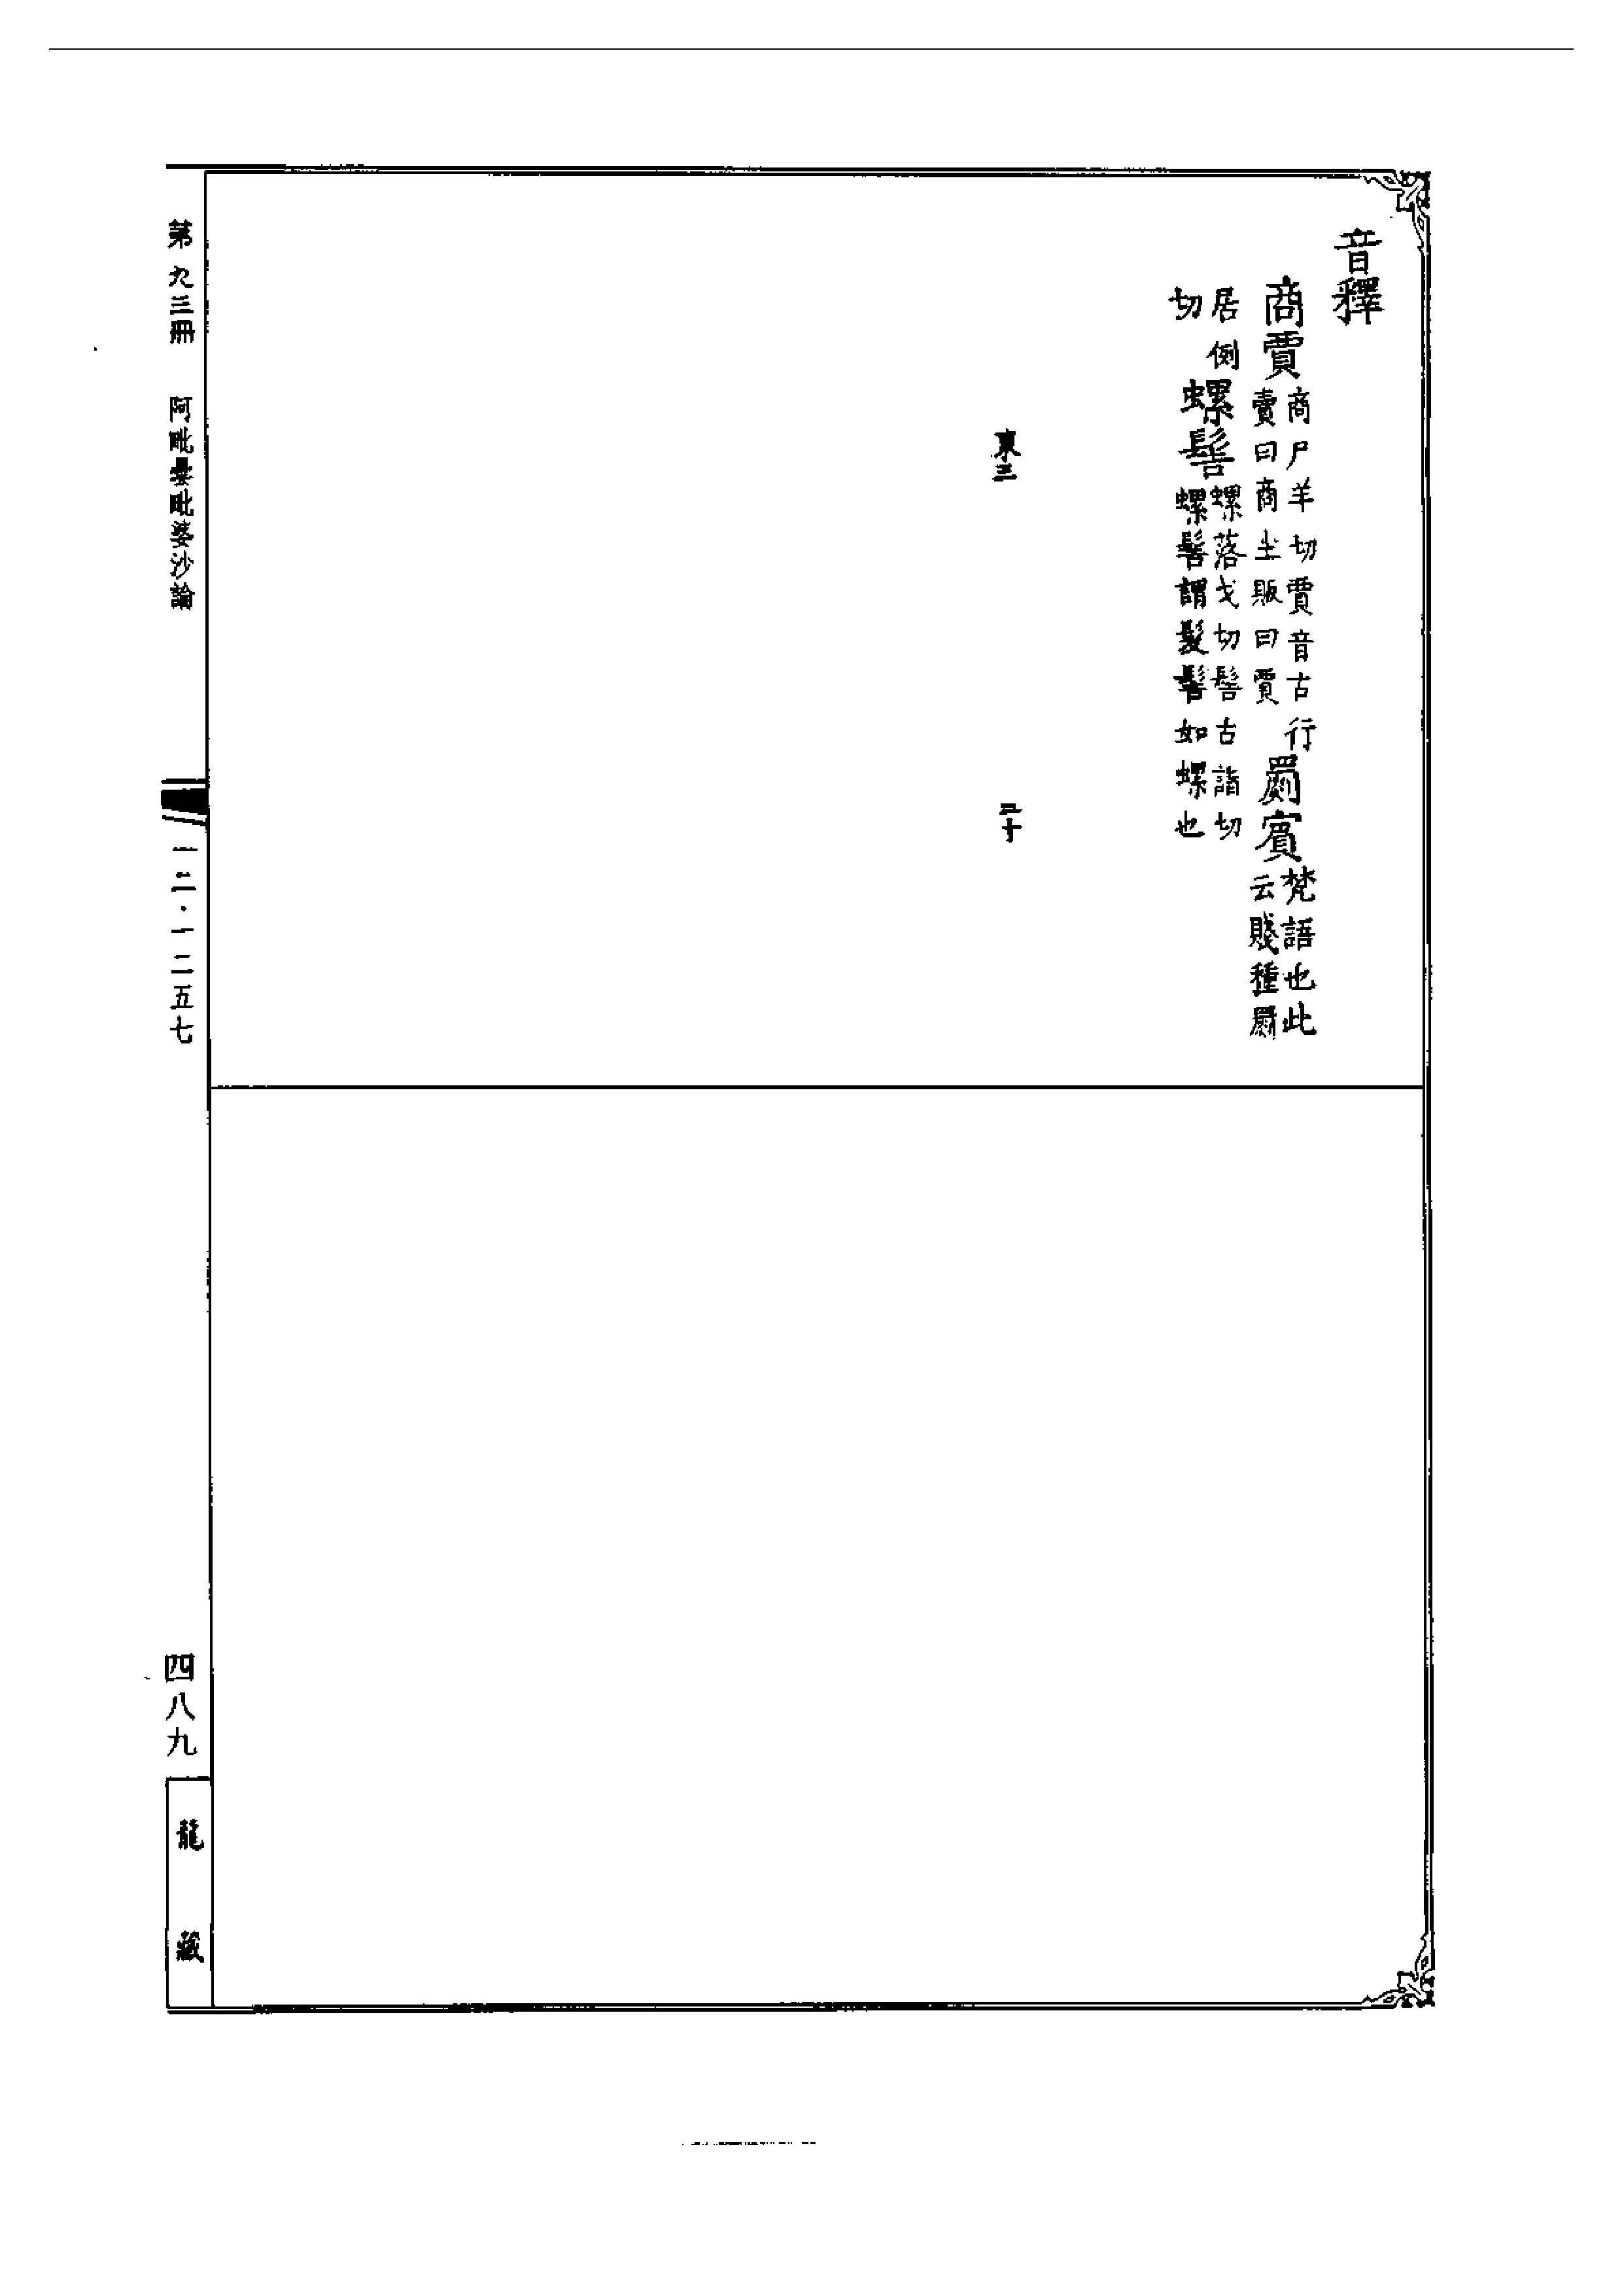 音釋
商賈 商尸羊切賈音古行賣曰商坐販曰賈 罽賓 梵語也此云賤種罽
居例切 螺髻 螺落戈切髻古詣切螺髻謂髮髻如螺也
東三 二十
第九三冊 阿毗曇毗婆沙論 一二·一二五七 四八九
龍藏